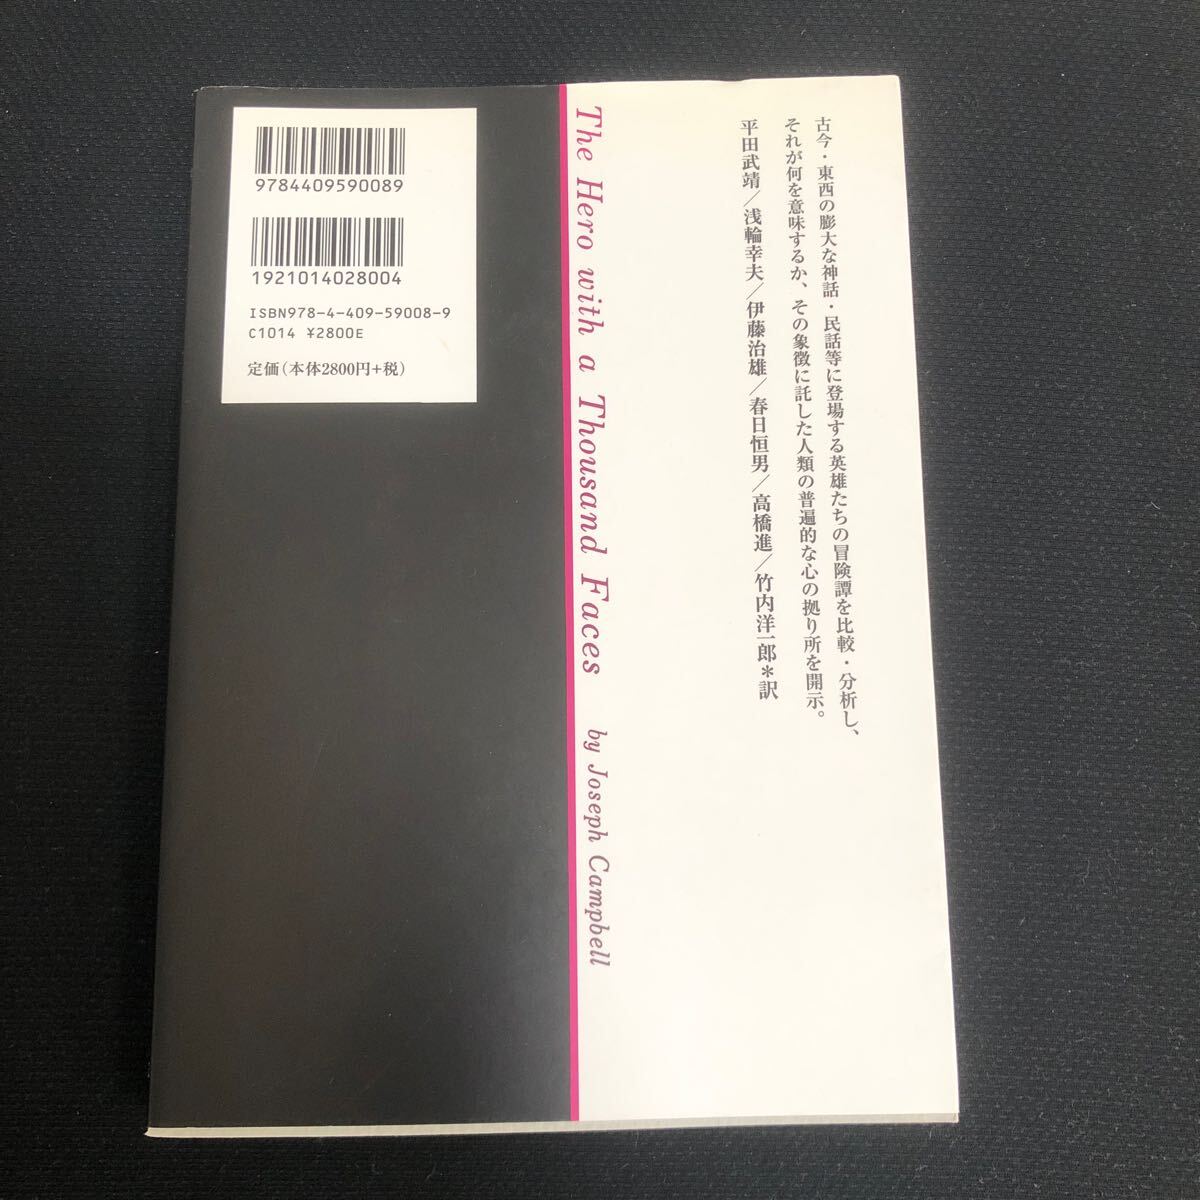 古今・東西の膨大な神話・民話等に登場する英雄たちの冒険譚を比較・分析し、
それが何を意味するか、その象徴に託した人類の普遍的な心の拠り所を開示。
平田武靖／浅輪幸夫／伊藤治雄／春日恒男／高橋進／竹内洋一郎＊訳
The Hero with a Thousand Faces by Joseph Campbell
9784409590089
1921014028004
ISBN978-4-409-59008-9
C1014 ¥2800E
定価(本体2800円+税)